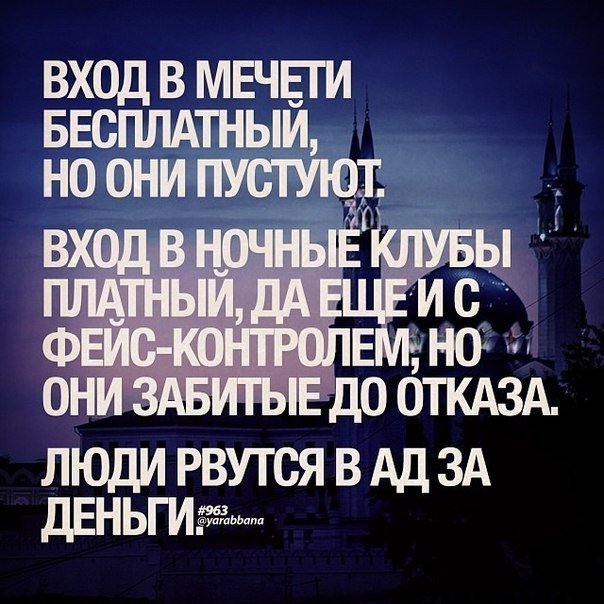 ВХОД В МЕЧЕТИ
БЕСПЛАТНЫЙ,
НО ОНИ ПУСТУЮТ.
ВХОД В НОЧНЫЕ КЛУБЫ
ПЛАТНЫЙ, ДА ЕЩЕ И С
ФЕЙС-КОНТРОЛЕМ, НО
ОНИ ЗАБИТЫЕ ДО ОТКАЗА.
ЛЮДИ РВУТСЯ В АД ЗА
ДЕНЬГИ.
#963
@yarabbana